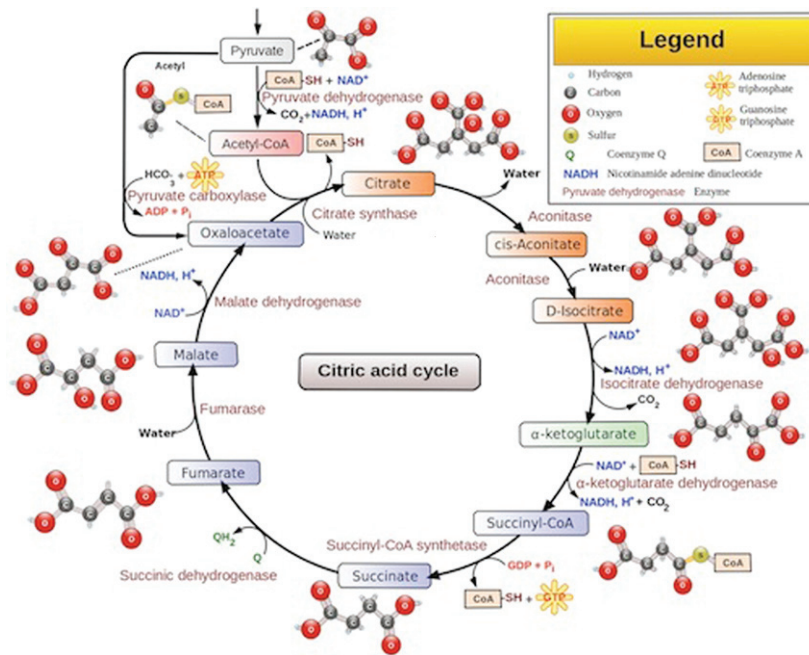 Pyruvate
Acetyl
CoA -SH + NAD⁺
Pyruvate dehydrogenase
CO₂+NADH, H⁺
S CoA
Acetyl-CoA
CoA -SH
HCO₃⁻ + ATP
Pyruvate carboxylase
ADP + Pᵢ
Citrate
Citrate synthase
Water
Oxaloacetate
Water
Aconitase
cis-Aconitate
Aconitase
Water
D-Isocitrate
NAD⁺
NADH, H⁺
Isocitrate dehydrogenase
CO₂
α-ketoglutarate
NAD⁺ + CoA -SH
α-ketoglutarate dehydrogenase
NADH, H⁺ + CO₂
Succinyl-CoA
S CoA
Succinyl-CoA synthetase
GDP + Pᵢ
CoA -SH + GTP
Succinate
QH₂
Q
Succinic dehydrogenase
Fumarate
Water
Fumarase
Malate
NADH, H⁺
NAD⁺
Malate dehydrogenase
Citric acid cycle
Legend
Hydrogen
C Carbon
O Oxygen
S Sulfur
Q Coenzyme Q
NADH Nicotinamide adenine dinucleotide
Pyruvate dehydrogenase Enzyme
ATP Adenosine
triphosphate
GTP Guanosine
triphosphate
CoA Coenzyme A